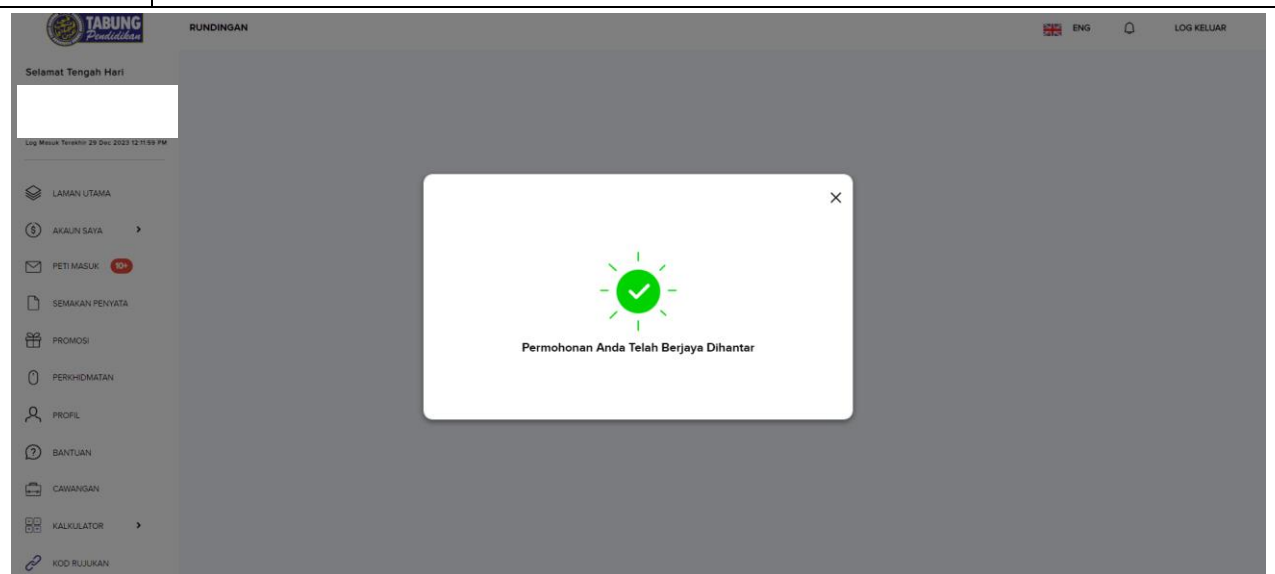 TABUNG
Pendidikan
RUNDINGAN
ENG
LOG KELUAR
Selamat Tengah Hari
Log Masuk Terakhir 29 Dec 2023 12:11:59 PM
LAMAN UTAMA
AKAUN SAYA
PETI MASUK 10+
SEMAKAN PENYATA
PROMOSI
PERKHIDMATAN
PROFIL
BANTUAN
CAWANGAN
KALKULATOR
KOD RUJUKAN
Permohonan Anda Telah Berjaya Dihantar